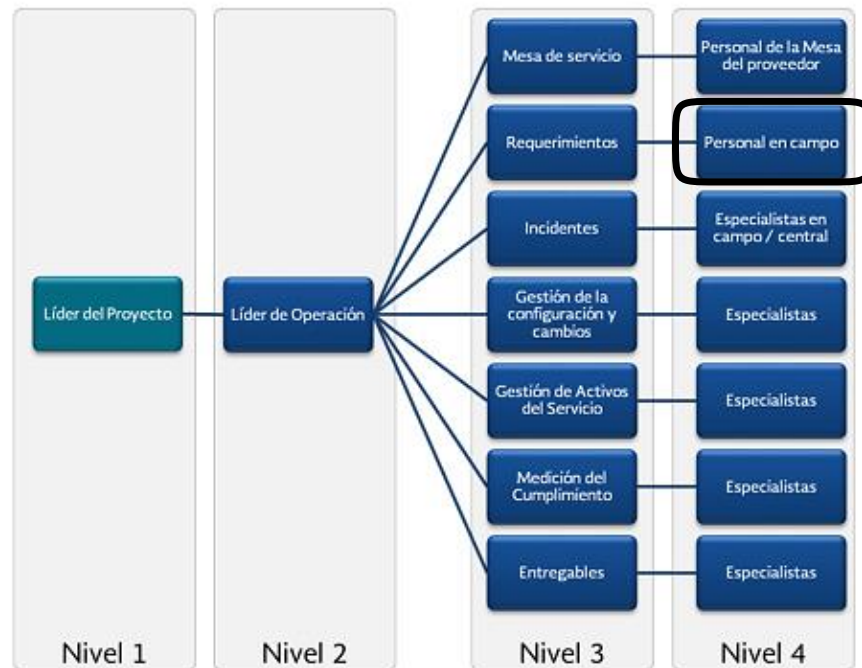 Mesa de servicio
Personal de la Mesa
del proveedor
Requerimientos
Personal en campo
Incidentes
Especialistas en
campo / central
Líder del Proyecto
Líder de Operación
Gestión de la
configuración y
cambios
Especialistas
Gestión de Activos
del Servicio
Especialistas
Medición del
Cumplimiento
Especialistas
Entregables
Especialistas
Nivel 1
Nivel 2
Nivel 3
Nivel 4